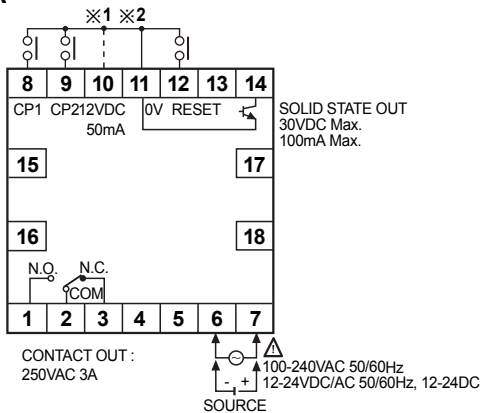 ※1 ※2
8 9 10 11 12 13 14
CP1 CP2 12VDC 0V RESET
50mA
SOLID STATE OUT
30VDC Max.
100mA Max.
15 17
16 18
N.O. N.C.
COM
1 2 3 4 5 6 7
CONTACT OUT :
250VAC 3A
100-240VAC 50/60Hz
12-24VDC/AC 50/60Hz, 12-24DC
- +
SOURCE